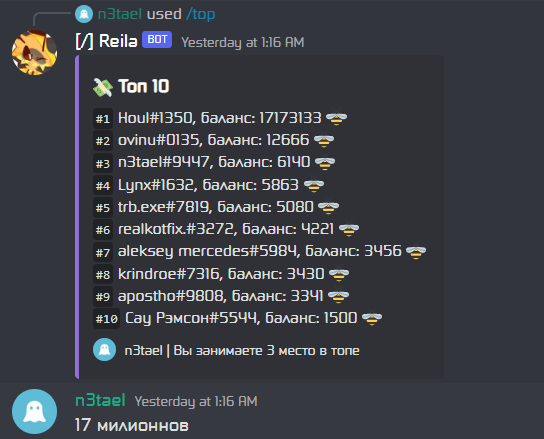 n3tael used /top
[/] Reila BOT Yesterday at 1:16 AM
Топ 10
#1 Houl#1350, баланс: 17173133
#2 ovinu#0135, баланс: 12666
#3 n3tael#9447, баланс: 6140
#4 Lynx#1632, баланс: 5863
#5 trb.exe#7819, баланс: 5080
#6 realkotfix.#3272, баланс: 4221
#7 aleksey mercedes#5984, баланс: 3456
#8 krindroe#7316, баланс: 3430
#9 apostho#9808, баланс: 3341
#10 Сау Рэмсон#5544, баланс: 1500
n3tael | Вы занимаете 3 место в топе
n3tael Yesterday at 1:16 AM
17 милионнов